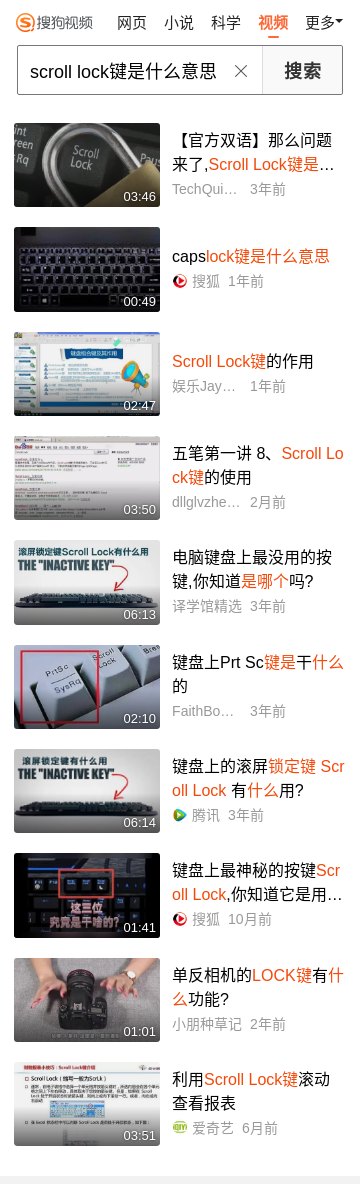 搜狗视频 网页 小说 科学 视频 更多
scroll lock键是什么意思 搜索
Scroll Lock
03:46
【官方双语】那么问题
来了,Scroll Lock键是…
TechQui… 3年前
00:49
capslock键是什么意思
搜狐 1年前
02:47
Scroll Lock键的作用
娱乐Jay… 1年前
03:50
五笔第一讲 8、Scroll Lo
ck键的使用
dllglvzhe… 2月前
滚屏锁定键Scroll Lock有什么用
THE "INACTIVE KEY"
06:13
电脑键盘上最没用的按
键,你知道是哪个吗?
译学馆精选 3年前
PrtSc
SysRq
Scroll
Lock
02:10
键盘上Prt Sc键是干什么
的
FaithBo… 3年前
滚屏锁定键有什么用
THE "INACTIVE KEY"
06:14
键盘上的滚屏锁定键 Scr
oll Lock 有什么用?
腾讯 3年前
这三位
究竟是干啥的?
01:41
键盘上最神秘的按键Scr
oll Lock,你知道它是用…
搜狐 10月前
01:01
单反相机的LOCK键有什
么功能?
小朋种草记 2年前
03:51
利用Scroll Lock键滚动
查看报表
爱奇艺 6月前